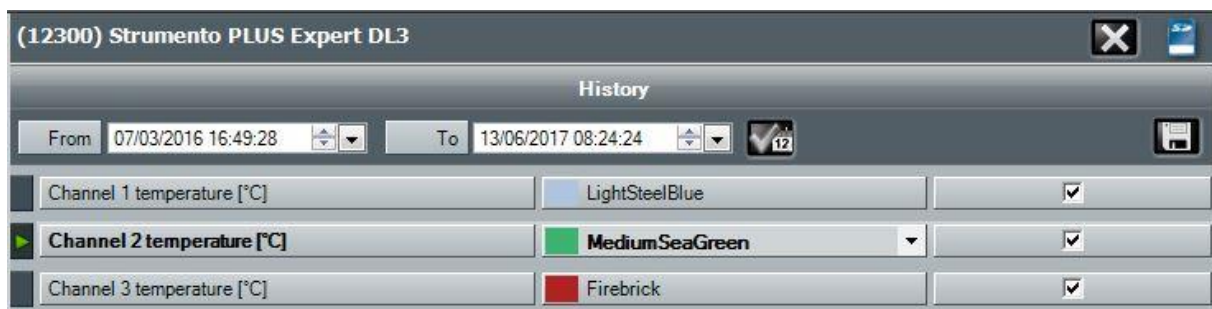 (12300) Strumento PLUS Expert DL3
SD
History
From 07/03/2016 16:49:28 To 13/06/2017 08:24:24 12
Channel 1 temperature [°C] LightSteelBlue
Channel 2 temperature [°C] MediumSeaGreen
Channel 3 temperature [°C] Firebrick